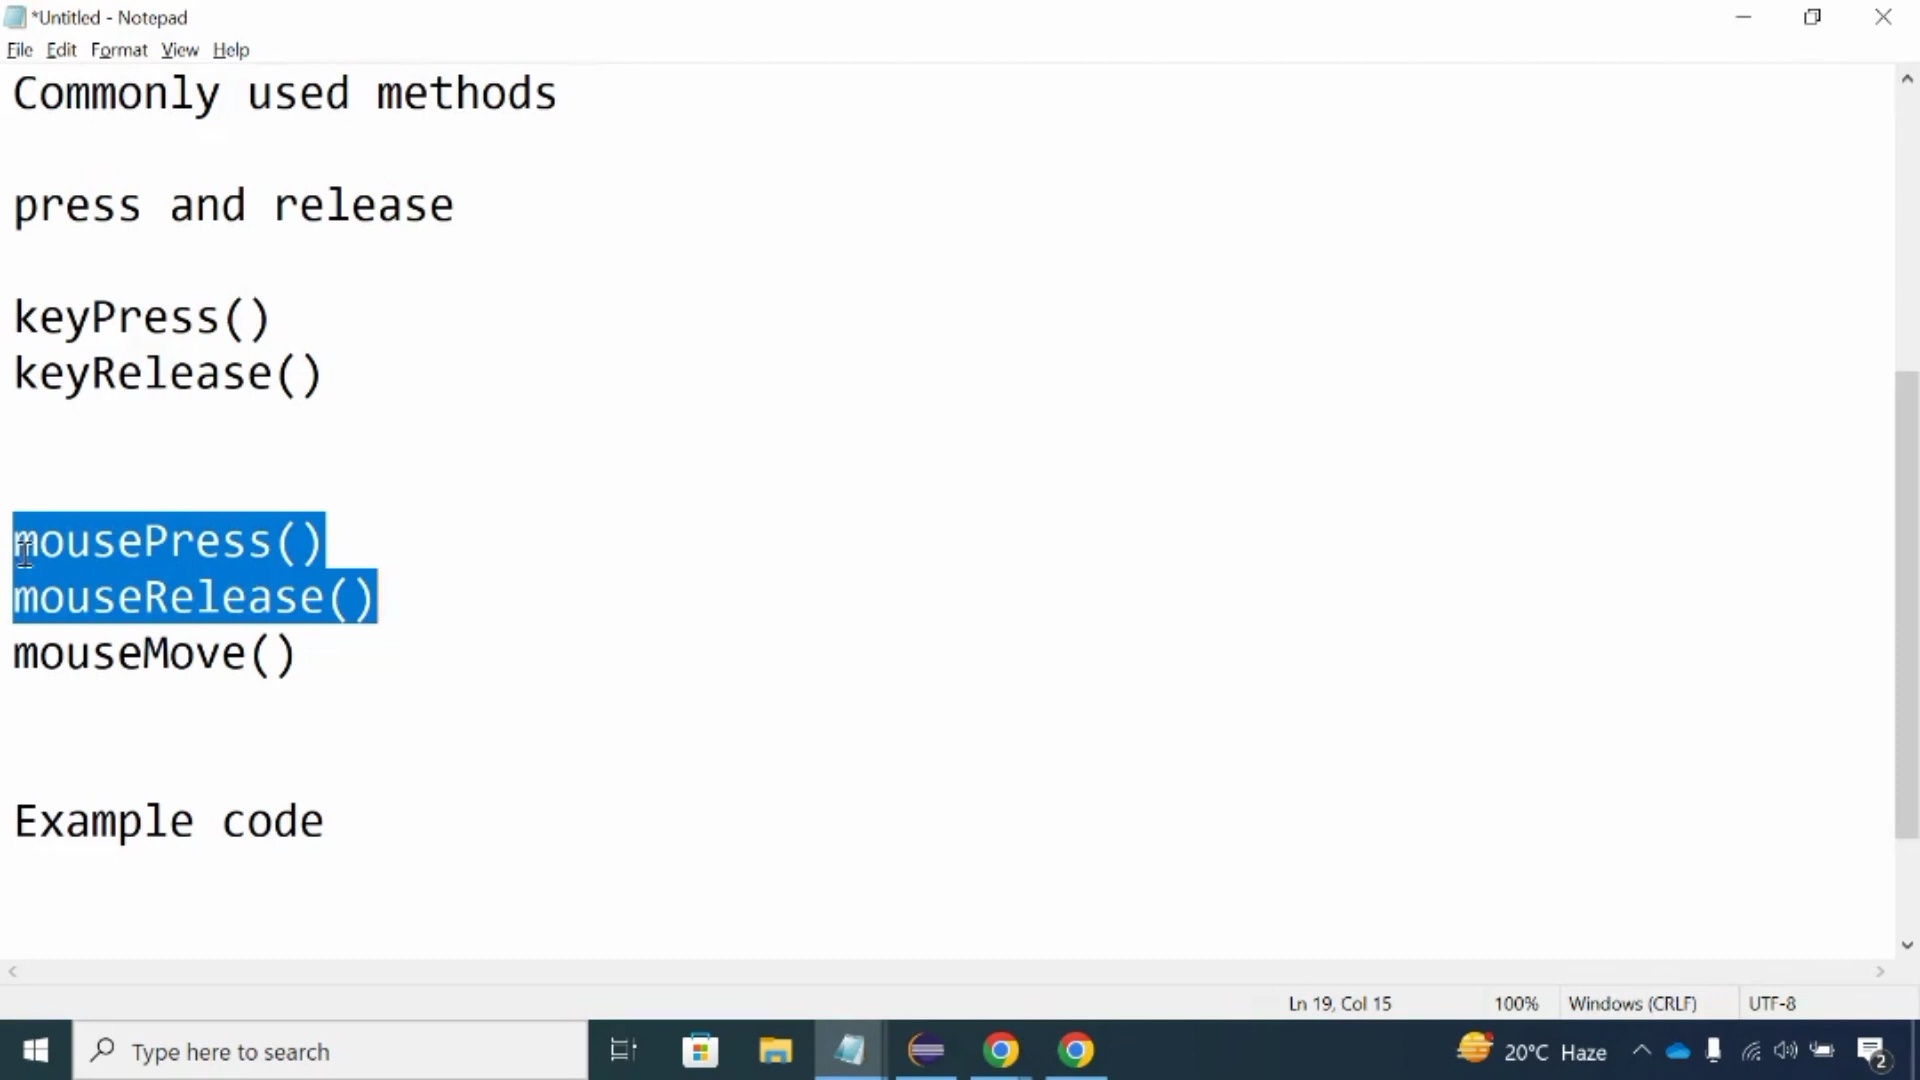 *Untitled - Notepad
File Edit Format View Help
Commonly used methods
press and release
keyPress()
keyRelease()
mousePress()
mouseRelease()
mouseMove()
Example code
Ln 19, Col 15 100% Windows (CRLF) UTF-8
Type here to search 20°C Haze 2